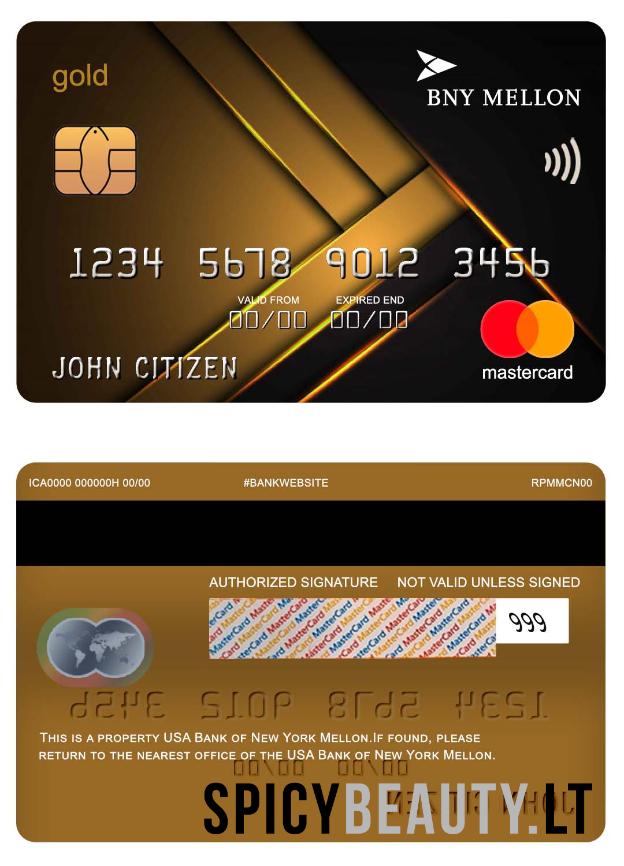 gold
BNY MELLON
1234 5678 9012 3456
VALID FROM EXPIRED END
00/00 00/00
JOHN CITIZEN
mastercard
ICA0000 000000H 00/00 #BANKWEBSITE RPMMCN00
AUTHORIZED SIGNATURE NOT VALID UNLESS SIGNED
MasterCard MasterCard MasterCard
999
THIS IS A PROPERTY USA BANK OF NEW YORK MELLON.IF FOUND, PLEASE
RETURN TO THE NEAREST OFFICE OF THE USA BANK OF NEW YORK MELLON.
SPICYBEAUTY.LT